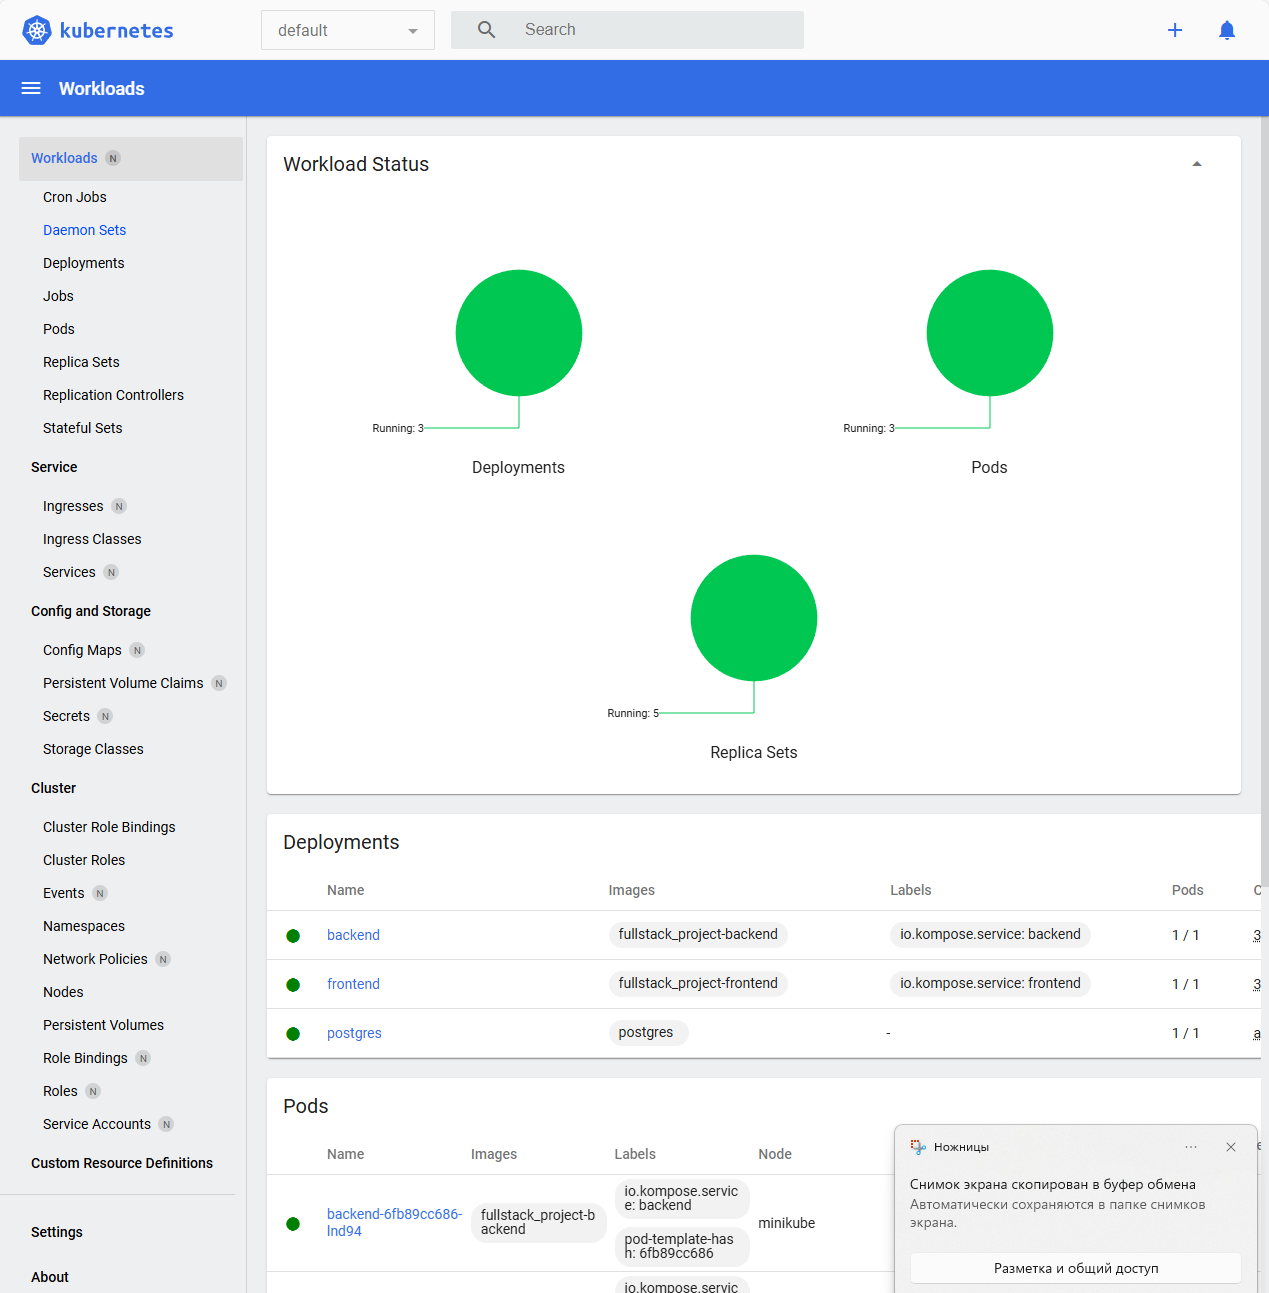 kubernetes
default
Search
Workloads
Workloads N
Cron Jobs
Daemon Sets
Deployments
Jobs
Pods
Replica Sets
Replication Controllers
Stateful Sets
Service
Ingresses N
Ingress Classes
Services N
Config and Storage
Config Maps N
Persistent Volume Claims N
Secrets N
Storage Classes
Cluster
Cluster Role Bindings
Cluster Roles
Events N
Namespaces
Network Policies N
Nodes
Persistent Volumes
Role Bindings N
Roles N
Service Accounts N
Custom Resource Definitions
Settings
About
Workload Status
Running: 3
Deployments
Running: 3
Pods
Running: 5
Replica Sets
Deployments
Name Images Labels Pods C
backend fullstack_project-backend io.kompose.service: backend 1 / 1 3
frontend fullstack_project-frontend io.kompose.service: frontend 1 / 1 3
postgres postgres - 1 / 1 a
Pods
Name Images Labels Node
backend-6fb89cc686-
lnd94
fullstack_project-b
ackend
io.kompose.servic
e: backend
pod-template-has
h: 6fb89cc686
minikube
io.kompose.servic
Ножницы
Снимок экрана скопирован в буфер обмена
Автоматически сохраняются в папке снимков
экрана.
Разметка и общий доступ